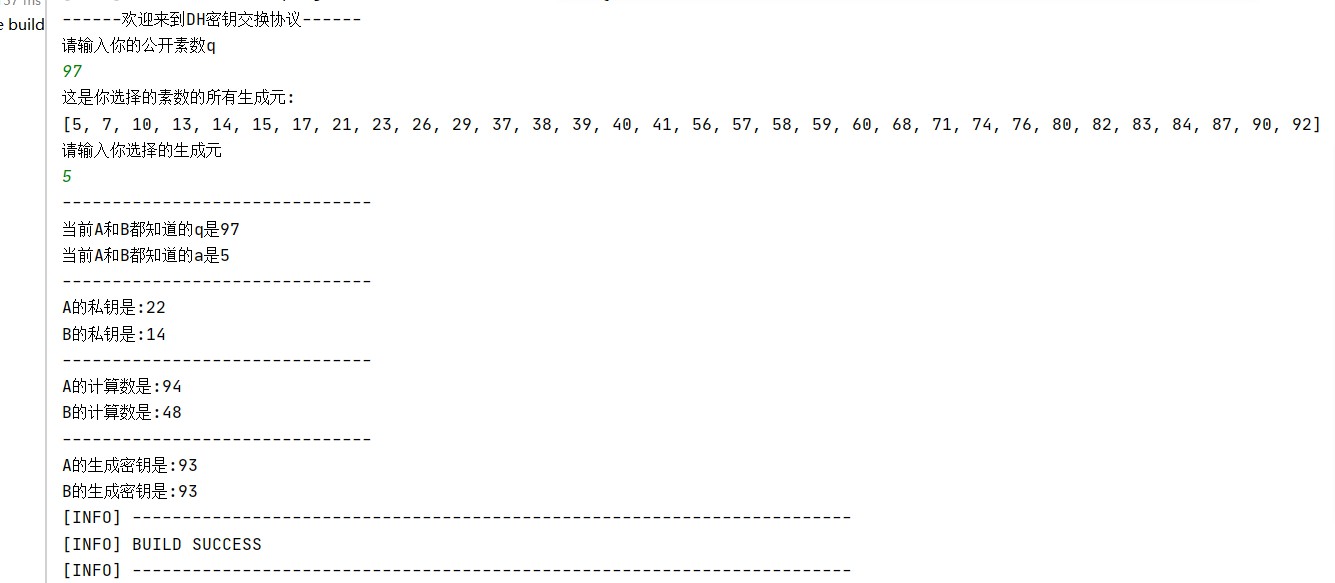 37 ms
e build
------欢迎来到DH密钥交换协议------
请输入你的公开素数q
97
这是你选择的素数的所有生成元:
[5, 7, 10, 13, 14, 15, 17, 21, 23, 26, 29, 37, 38, 39, 40, 41, 56, 57, 58, 59, 60, 68, 71, 74, 76, 80, 82, 83, 84, 87, 90, 92]
请输入你选择的生成元
5
-------------------------------
当前A和B都知道的q是97
当前A和B都知道的a是5
-------------------------------
A的私钥是:22
B的私钥是:14
-------------------------------
A的计算数是:94
B的计算数是:48
-------------------------------
A的生成密钥是:93
B的生成密钥是:93
[INFO] ------------------------------------------------------------------------
[INFO] BUILD SUCCESS
[INFO] ------------------------------------------------------------------------